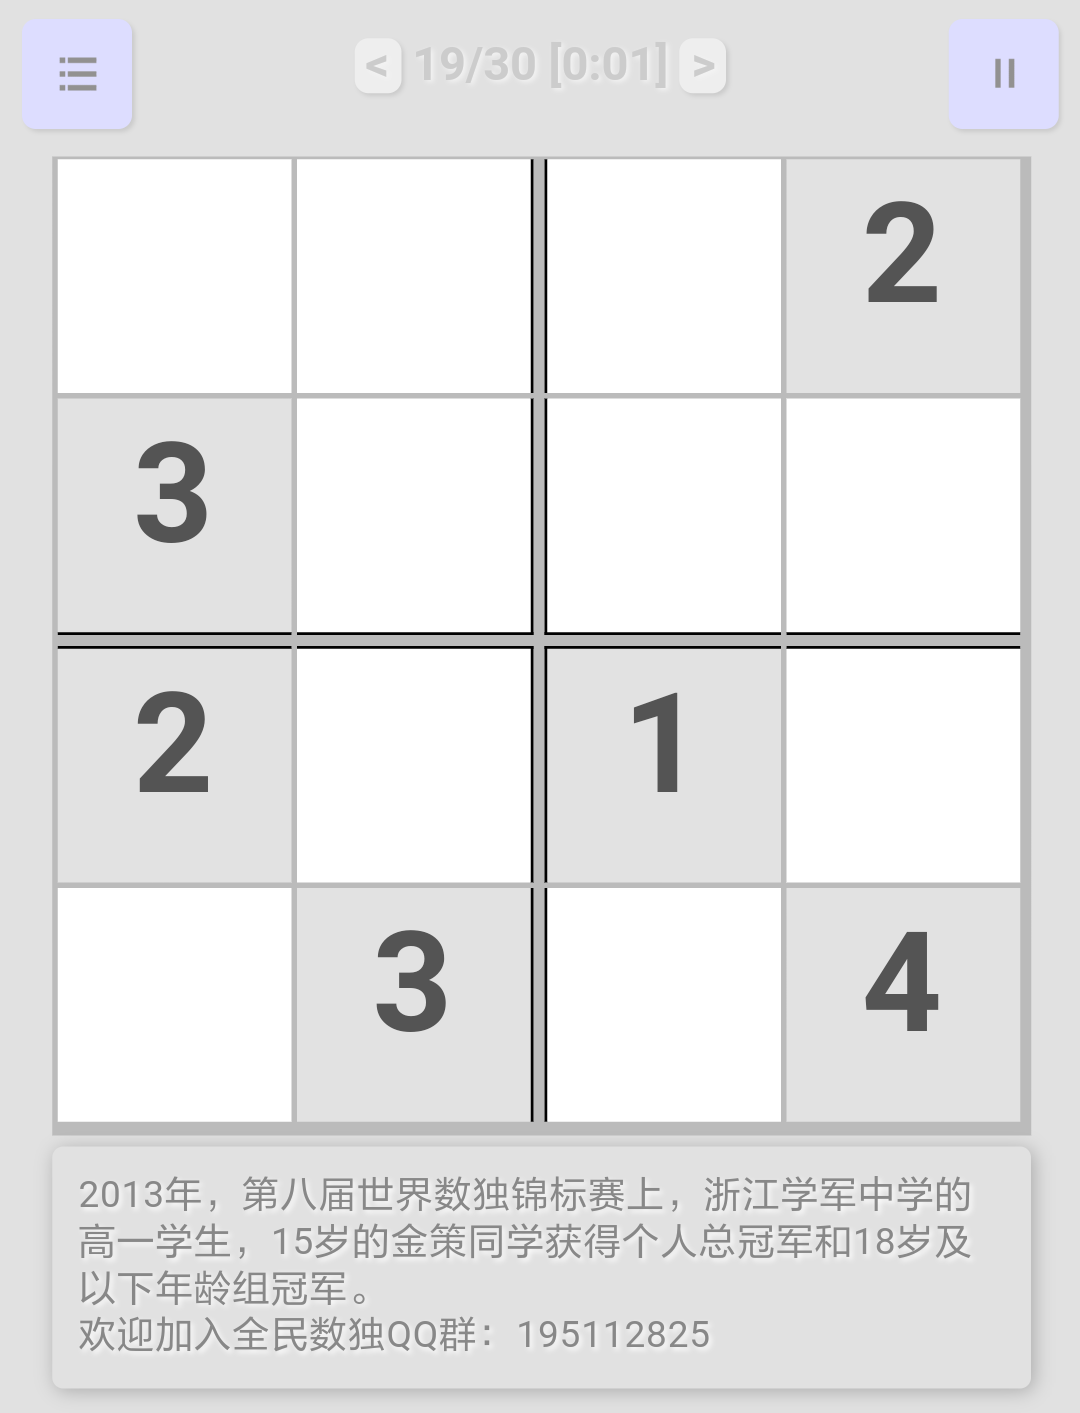 < 19/30 [0:01] >
2
3
2 1
3 4
2013年，第八届世界数独锦标赛上，浙江学军中学的
高一学生，15岁的金策同学获得个人总冠军和18岁及
以下年龄组冠军。
欢迎加入全民数独QQ群：195112825